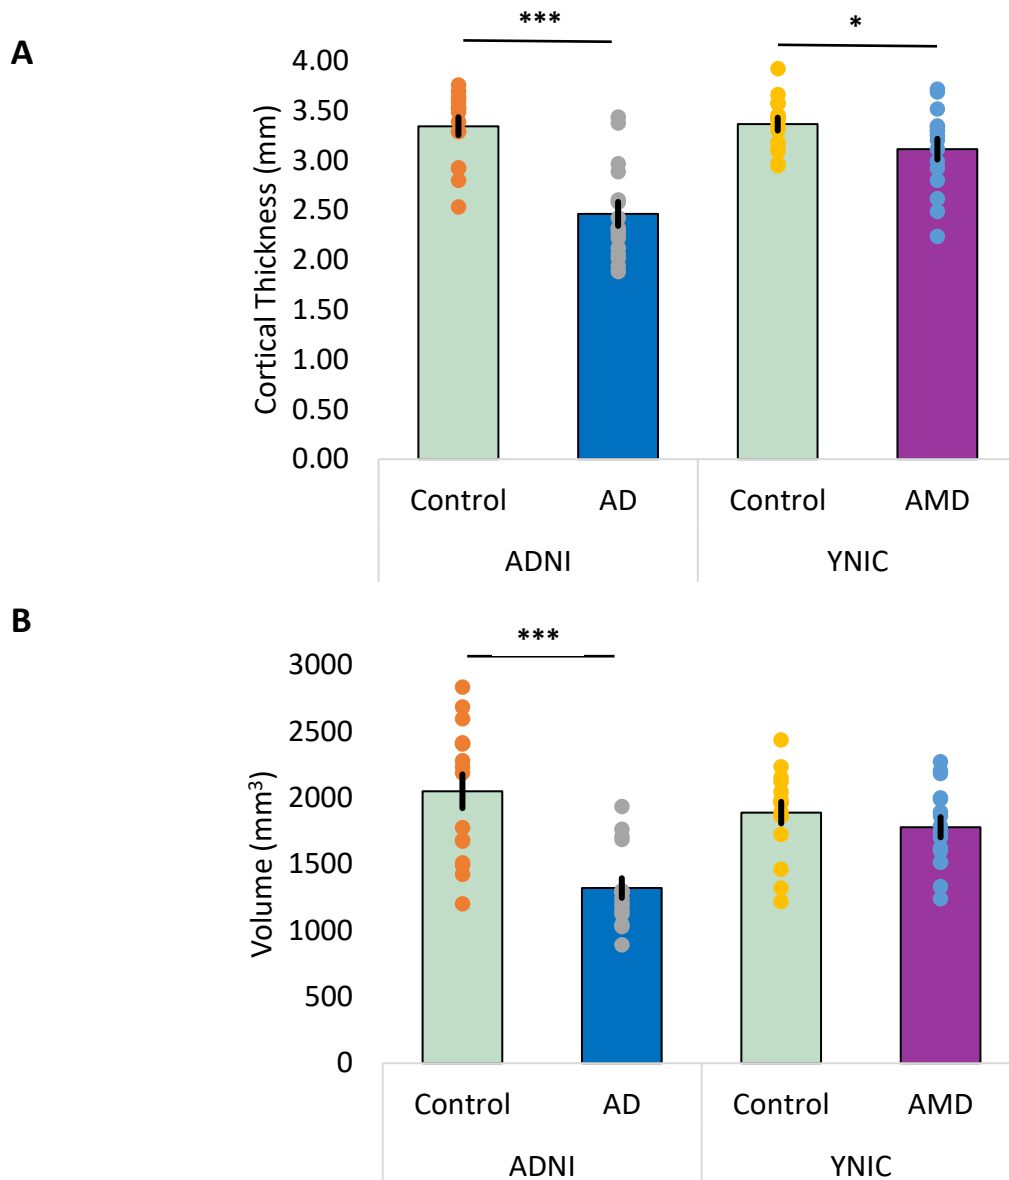 A
***
*
4.00
3.50
3.00
2.50
2.00
1.50
1.00
0.50
0.00
Cortical Thickness (mm)
Control AD Control AMD
ADNI YNIC
B
***
3000
2500
2000
1500
1000
500
0
Volume (mm³)
Control AD Control AMD
ADNI YNIC